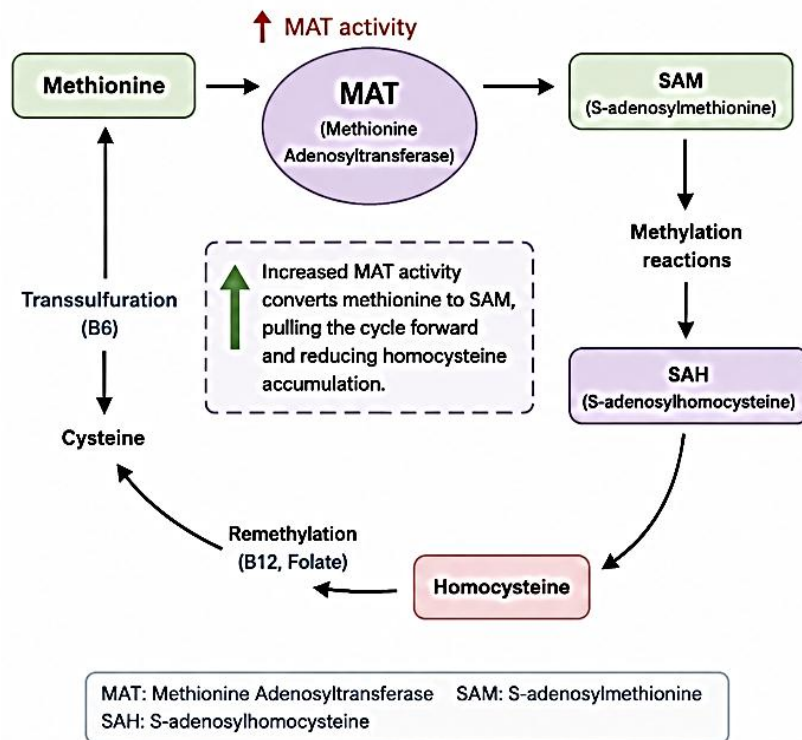 ↑ MAT activity
Methionine
MAT
(Methionine
Adenosyltransferase)
SAM
(S-adenosylmethionine)
Methylation
reactions
Increased MAT activity
converts methionine to SAM,
pulling the cycle forward
and reducing homocysteine
accumulation.
Transsulfuration
(B6)
SAH
(S-adenosylhomocysteine)
Cysteine
Remethylation
(B12, Folate)
Homocysteine
MAT: Methionine Adenosyltransferase SAM: S-adenosylmethionine
SAH: S-adenosylhomocysteine